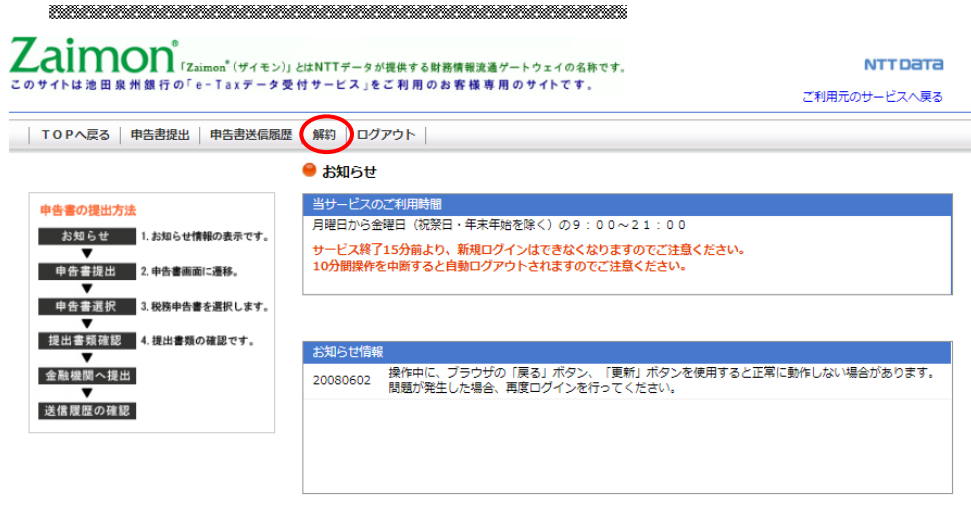 Zaimon® 「Zaimon®（ザイモン）」とはNTTデータが提供する財務情報流通ゲートウェイの名称です。
このサイトは池田泉州銀行の「e-Taxデータ受付サービス」をご利用のお客様専用のサイトです。
NTT DATA
ご利用元のサービスへ戻る
TOPへ戻る 申告書提出 申告書送信履歴 解約 ログアウト
お知らせ
申告書の提出方法
お知らせ 1.お知らせ情報の表示です。
▼
申告書提出 2.申告書画面に遷移。
▼
申告書選択 3.税務申告書を選択します。
▼
提出書類確認 4.提出書類の確認です。
▼
金融機関へ提出
▼
送信履歴の確認
当サービスのご利用時間
月曜日から金曜日（祝祭日・年末年始を除く）の９：００～２１：００
サービス終了15分前より、新規ログインはできなくなりますのでご注意ください。
10分間操作を中断すると自動ログアウトされますのでご注意ください。
お知らせ情報
20080602 操作中に、ブラウザの「戻る」ボタン、「更新」ボタンを使用すると正常に動作しない場合があります。
問題が発生した場合、再度ログインを行ってください。